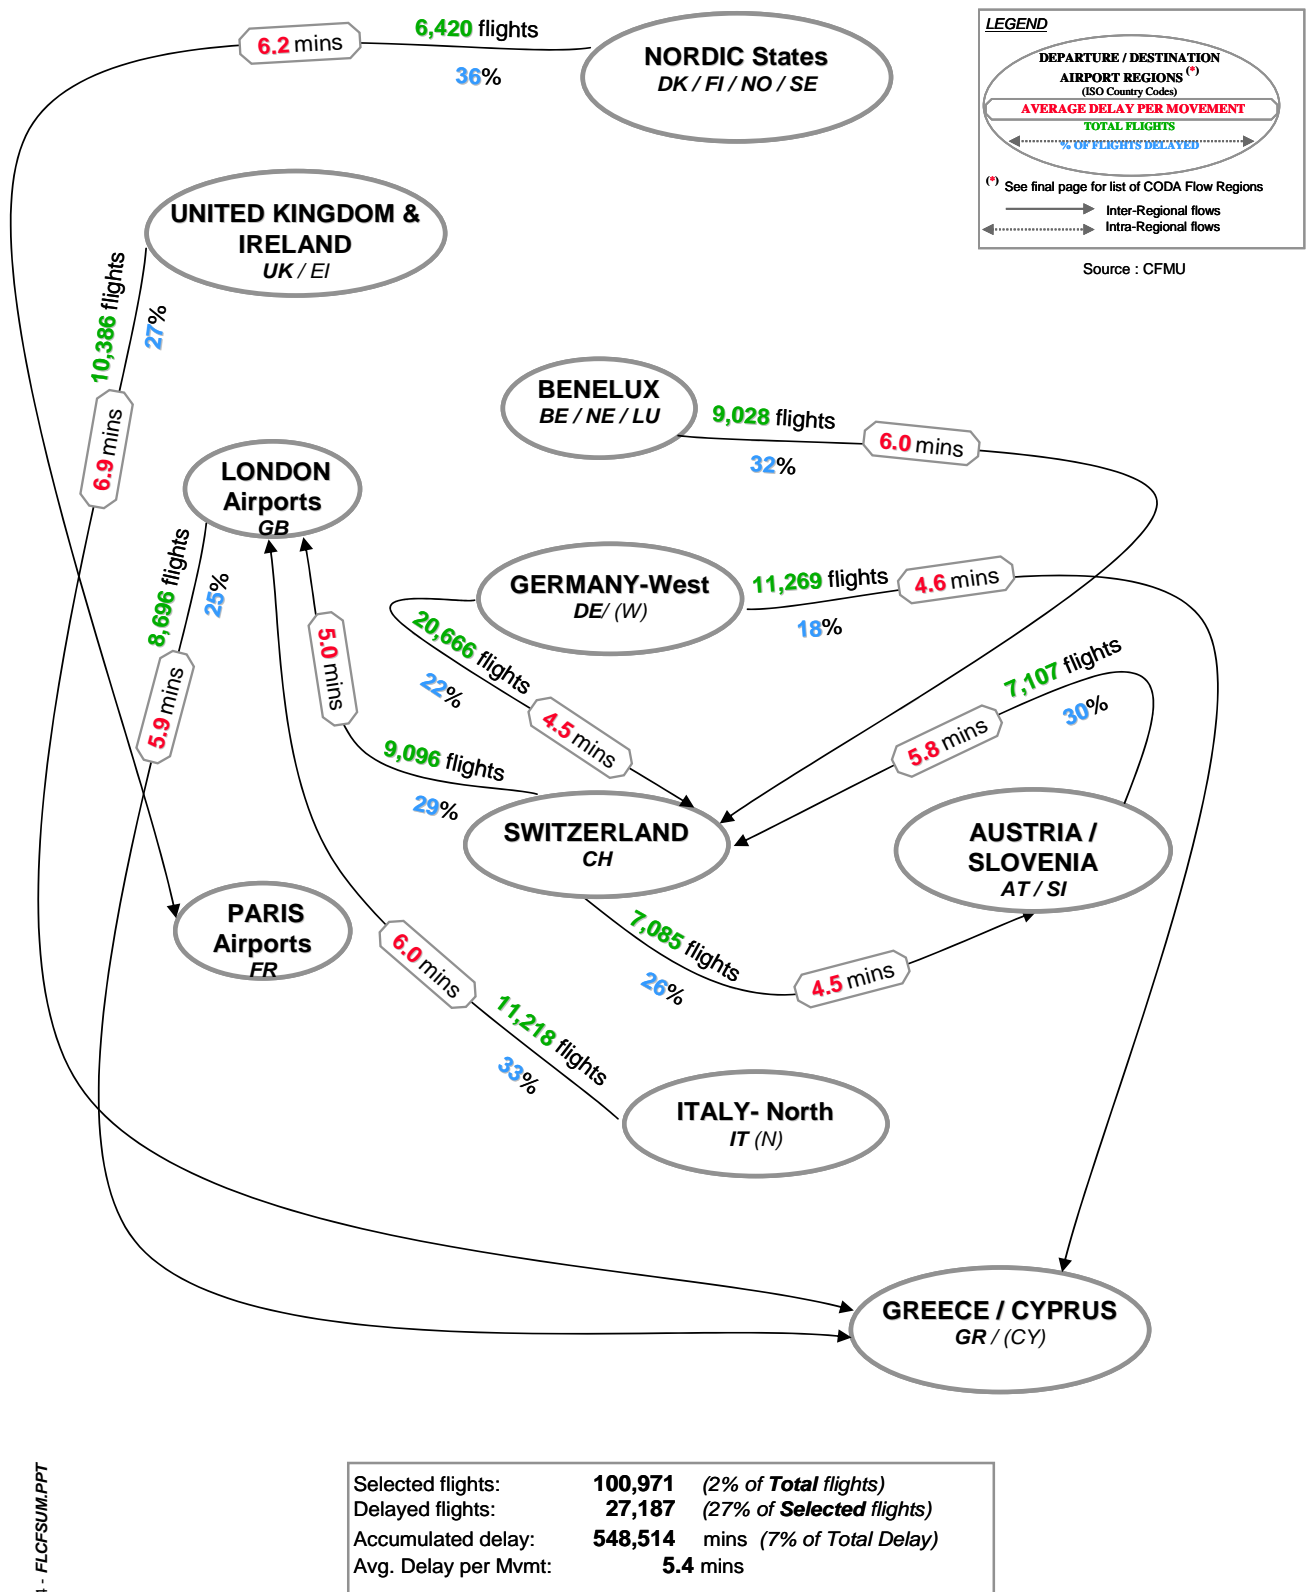 6,420 flights
6.2 mins
36%
NORDIC States
DK / FI / NO / SE
LEGEND
DEPARTURE / DESTINATION
AIRPORT REGIONS (*)
(ISO Country Codes)
AVERAGE DELAY PER MOVEMENT
TOTAL FLIGHTS
% OF FLIGHTS DELAYED
(*) See final page for list of CODA Flow Regions
Inter-Regional flows
Intra-Regional flows
Source : CFMU
UNITED KINGDOM &
IRELAND
UK / EI
10,386 flights
27%
6.9 mins
BENELUX
BE / NE / LU
9,028 flights
6.0 mins
32%
LONDON
Airports
GB
8,696 flights
25%
5.9 mins
GERMANY-West
DE/ (W)
11,269 flights
4.6 mins
18%
20,666 flights
22%
4.5 mins
5.0 mins
9,096 flights
29%
7,107 flights
30%
5.8 mins
SWITZERLAND
CH
AUSTRIA /
SLOVENIA
AT / SI
PARIS
Airports
FR
7,085 flights
26%
4.5 mins
6.0 mins
11,218 flights
33%
ITALY- North
IT (N)
GREECE / CYPRUS
GR / (CY)
Selected flights: 100,971 (2% of Total flights)
Delayed flights: 27,187 (27% of Selected flights)
Accumulated delay: 548,514 mins (7% of Total Delay)
Avg. Delay per Mvmt: 5.4 mins
- FLCFSUM.PPT